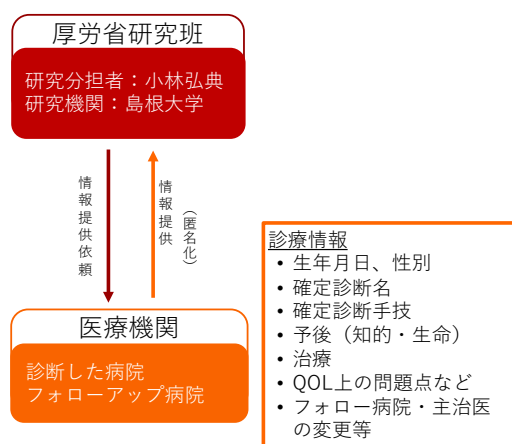 厚労省研究班
研究分担者：小林弘典
研究機関：島根大学
情報提供依頼
情報提供
（匿名化）
医療機関
診断した病院
フォローアップ病院
診療情報
• 生年月日、性別
• 確定診断名
• 確定診断手技
• 予後（知的・生命）
• 治療
• QOL上の問題点など
• フォロー病院・主治医
の変更等